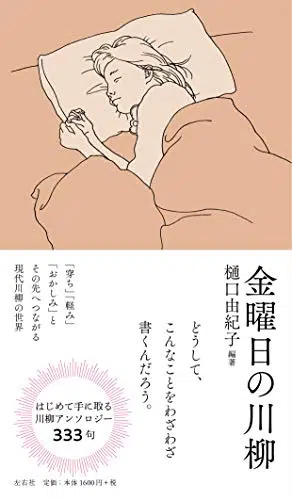 金曜日の川柳
樋口由紀子 編著
どうして、
こんなことをわざわざ
書くんだろう。
「穿ち」「軽み」
「おかしみ」と
その先へつながる
現代川柳の世界
はじめて手に取る
川柳アンソロジー
333句
左右社 定価:本体1600円+税